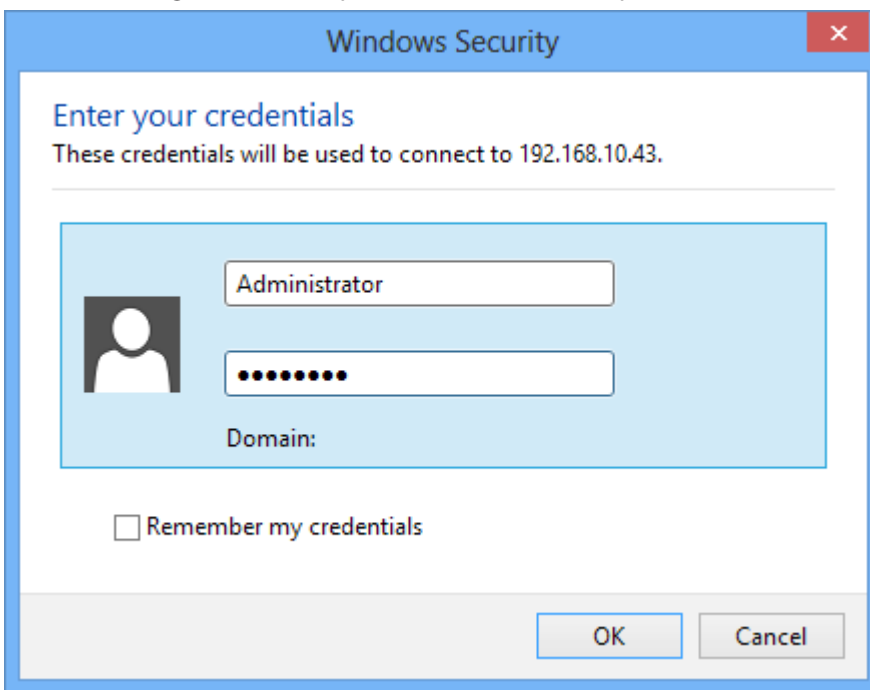 Windows Security
Enter your credentials
These credentials will be used to connect to 192.168.10.43.
Administrator
••••••••
Domain:
Remember my credentials
OK Cancel